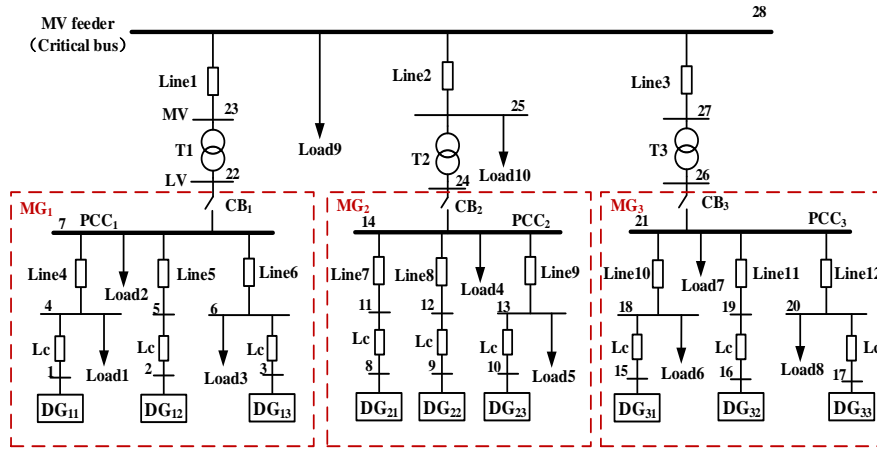 MV feeder
（Critical bus）
28
Line1
Line2
Line3
MV
23
25
27
T1
Load9
T2
Load10
T3
LV
22
24
26
MG1
CB1
MG2
CB2
MG3
CB3
7
PCC1
14
PCC2
21
PCC3
Line4
Load2
Line5
Line6
Line7
Line8
Load4
Line9
Line10
Load7
Line11
Line12
4
5
6
11
12
13
18
19
20
Lc
Load1
Lc
Load3
Lc
Lc
Lc
Lc
Load5
Lc
Load6
Lc
Load8
Lc
1
2
3
8
9
10
15
16
17
DG11
DG12
DG13
DG21
DG22
DG23
DG31
DG32
DG33